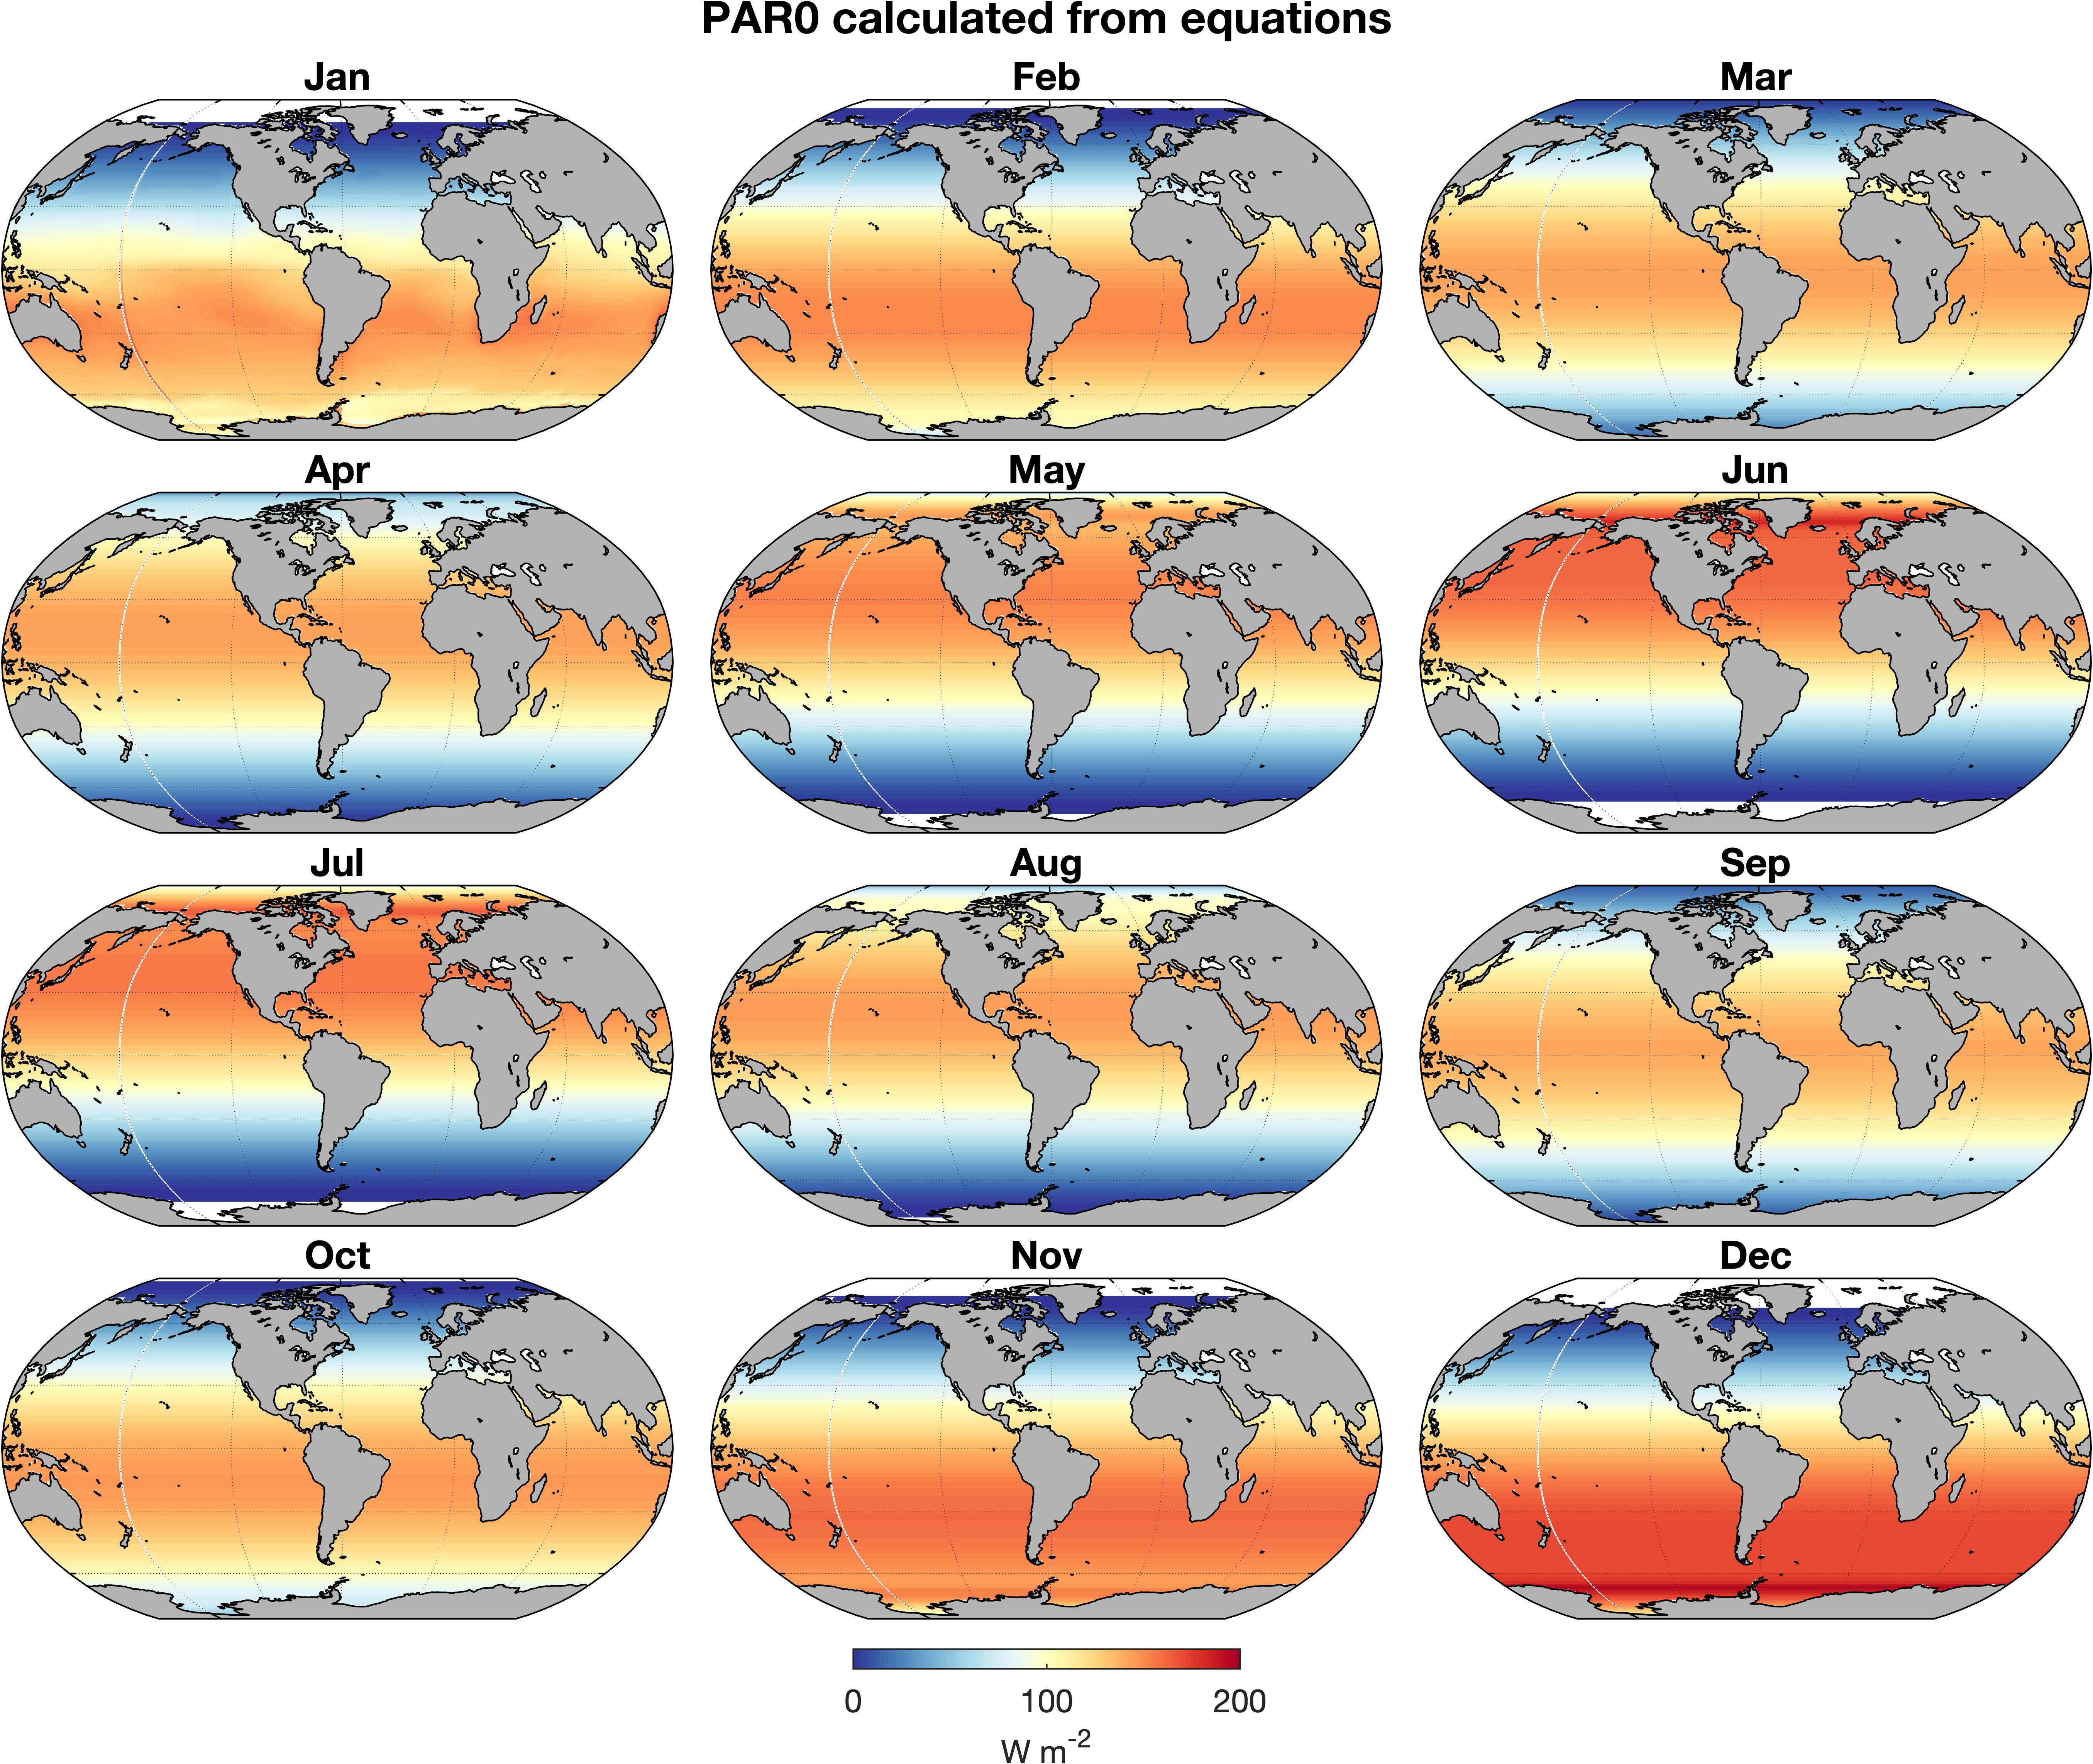 PAR0 calculated from equations
Jan Feb Mar
Apr May Jun
Jul Aug Sep
Oct Nov Dec
0 100 200
W m⁻²